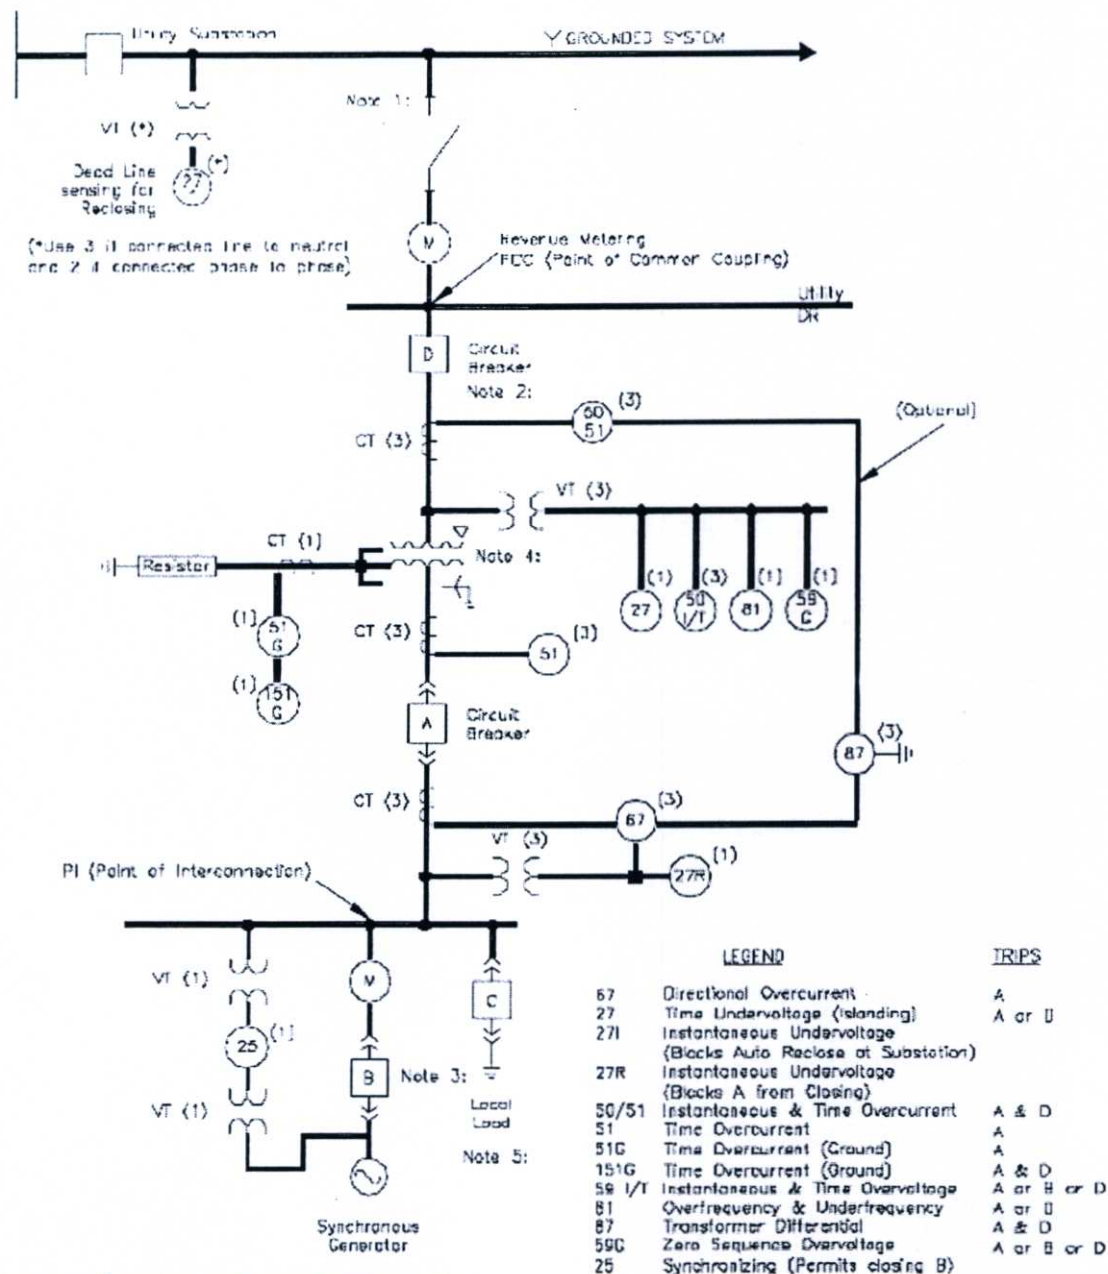 Utility Substation
Y GROUNDED SYSTEM
Note 1:
VT (*)
27 (*)
Dead Line
sensing for
Reclosing
(*Use 3 if connected line to neutral
and 2 if connected phase to phase)
M
Revenue Metering
PCC (Point of Common Coupling)
Utility
DR
D
Circuit
Breaker
Note 2:
(Optional)
50
51
(3)
CT (3)
VT (3)
CT (1)
Resistor
Note 4:
(1)
27
(3)
I/T
(1)
81
(1)
59
G
(1)
51
G
CT (3)
51
(3)
(1)
151
G
A
Circuit
Breaker
87
(3)
CT (3)
67
(3)
VT (3)
27R
(1)
PI (Point of Interconnection)
VT (1)
M
C
25
(1)
B
Note 3:
VT (1)
Local
Load
Note 5:
Synchronous
Generator
LEGEND TRIPS
67 Directional Overcurrent A
27 Time Undervoltage (Islanding) A or D
27I Instantaneous Undervoltage
(Blocks Auto Reclose at Substation)
27R Instantaneous Undervoltage
(Blocks A from Closing)
50/51 Instantaneous & Time Overcurrent A & D
51 Time Overcurrent A
51G Time Overcurrent (Ground) A
151G Time Overcurrent (Ground) A & D
59 I/T Instantaneous & Time Overvoltage A or B or D
81 Overfrequency & Underfrequency A or D
87 Transformer Differential A & D
59G Zero Sequence Overvoltage A or B or D
25 Synchronizing (Permits closing B)